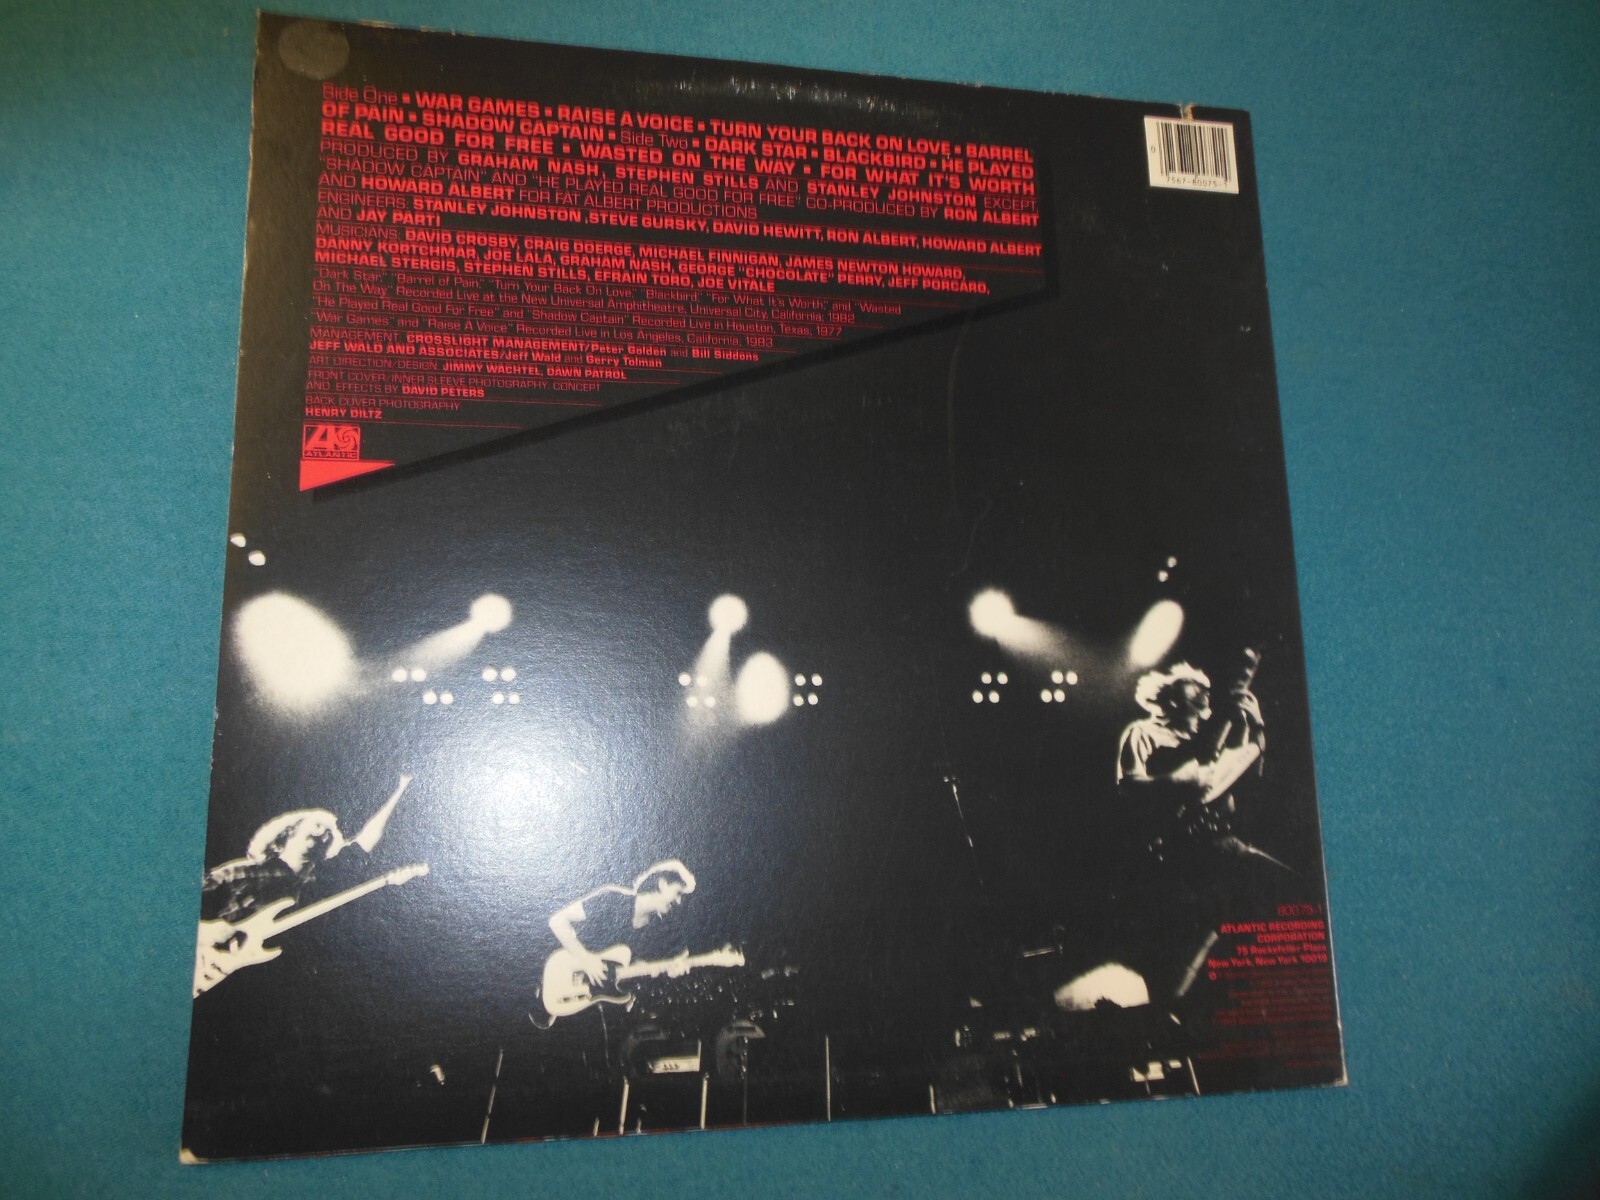 Side One ▪ WAR GAMES ▪ RAISE A VOICE ▪ TURN YOUR BACK ON LOVE ▪ BARREL
OF PAIN ▪ SHADOW CAPTAIN ▪ Side Two ▪ DARK STAR ▪ BLACKBIRD ▪ HE PLAYED
REAL GOOD FOR FREE ▪ WASTED ON THE WAY ▪ FOR WHAT IT'S WORTH
PRODUCED BY GRAHAM NASH, STEPHEN STILLS AND STANLEY JOHNSTON EXCEPT
"SHADOW CAPTAIN" AND "HE PLAYED REAL GOOD FOR FREE" CO-PRODUCED BY RON ALBERT
AND HOWARD ALBERT FOR FAT ALBERT PRODUCTIONS
ENGINEERS: STANLEY JOHNSTON ,STEVE GURSKY, DAVID HEWITT, RON ALBERT, HOWARD ALBERT
AND JAY PARTI
MUSICIANS: DAVID CROSBY, CRAIG DOERGE, MICHAEL FINNIGAN, JAMES NEWTON HOWARD,
DANNY KORTCHMAR, JOE LALA, GRAHAM NASH, GEORGE "CHOCOLATE" PERRY, JEFF PORCARO,
MICHAEL STERGIS, STEPHEN STILLS, EFRAIN TORO, JOE VITALE
"Dark Star," "Barrel of Pain," "Turn Your Back On Love," "Blackbird," "For What It's Worth," and "Wasted
On The Way" Recorded Live at the New Universal Amphitheatre, Universal City, California, 1982
"He Played Real Good For Free" and "Shadow Captain" Recorded Live in Houston, Texas, 1977
"War Games" and "Raise A Voice" Recorded Live in Los Angeles, California, 1983
MANAGEMENT: CROSSLIGHT MANAGEMENT/Peter Golden and Bill Siddons
JEFF WALD AND ASSOCIATES/Jeff Wald and Gerry Tolman
ART DIRECTION/DESIGN: JIMMY WACHTEL, DAWN PATROL
FRONT COVER/INNER SLEEVE PHOTOGRAPHY, CONCEPT
AND EFFECTS BY DAVID PETERS
BACK COVER PHOTOGRAPHY
HENRY DILTZ
ATLANTIC
0
7567-80075-1
80075-1
ATLANTIC RECORDING
CORPORATION
75 Rockefeller Plaza
New York, New York 10019